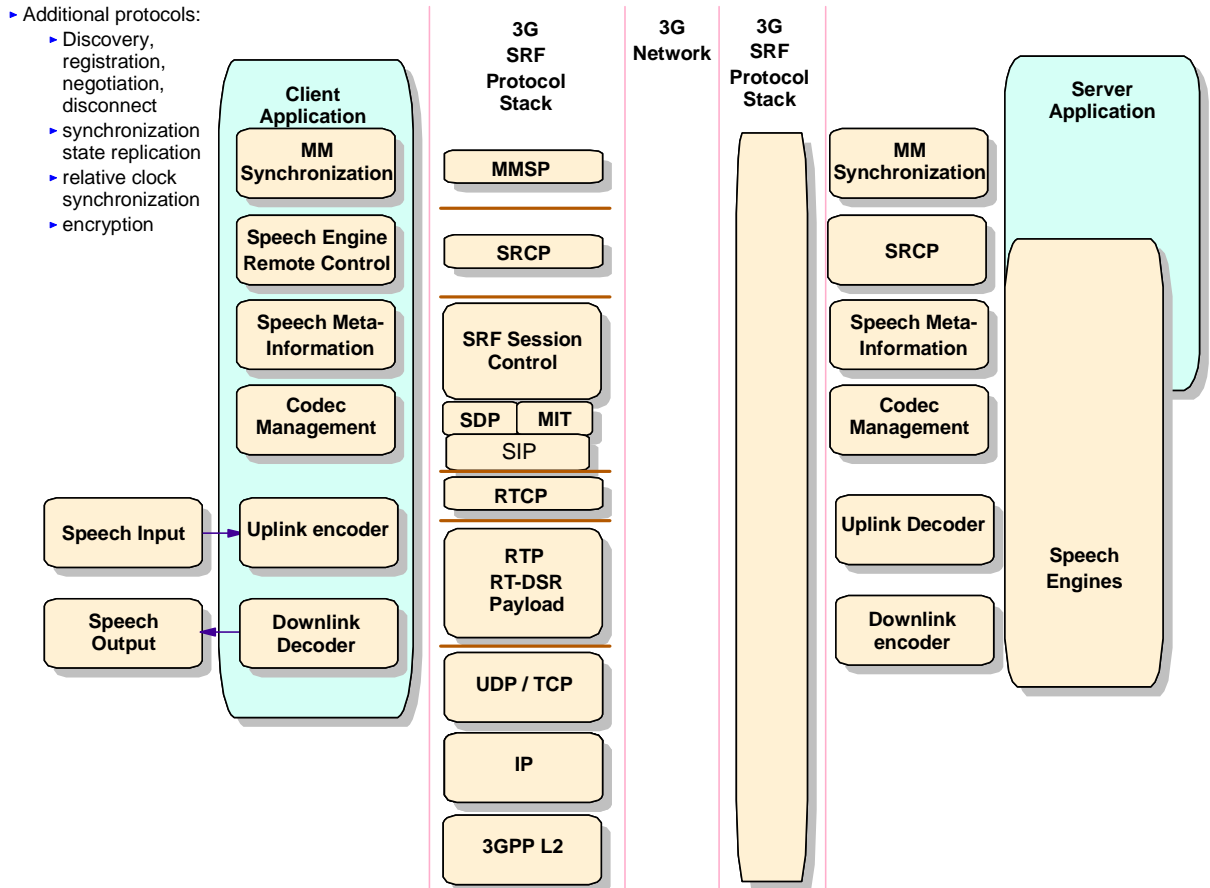 Additional protocols:
Discovery,
registration,
negotiation,
disconnect
synchronization
state replication
relative clock
synchronization
encryption
Client
Application
MM
Synchronization
Speech Engine
Remote Control
Speech Meta-
Information
Codec
Management
Speech Input
Uplink encoder
Speech
Output
Downlink
Decoder
3G
SRF
Protocol
Stack
MMSP
SRCP
SRF Session
Control
SDP
MIT
SIP
RTCP
RTP
RT-DSR
Payload
UDP / TCP
IP
3GPP L2
3G
Network
3G
SRF
Protocol
Stack
MM
Synchronization
SRCP
Speech Meta-
Information
Codec
Management
Uplink Decoder
Downlink
encoder
Server
Application
Speech
Engines